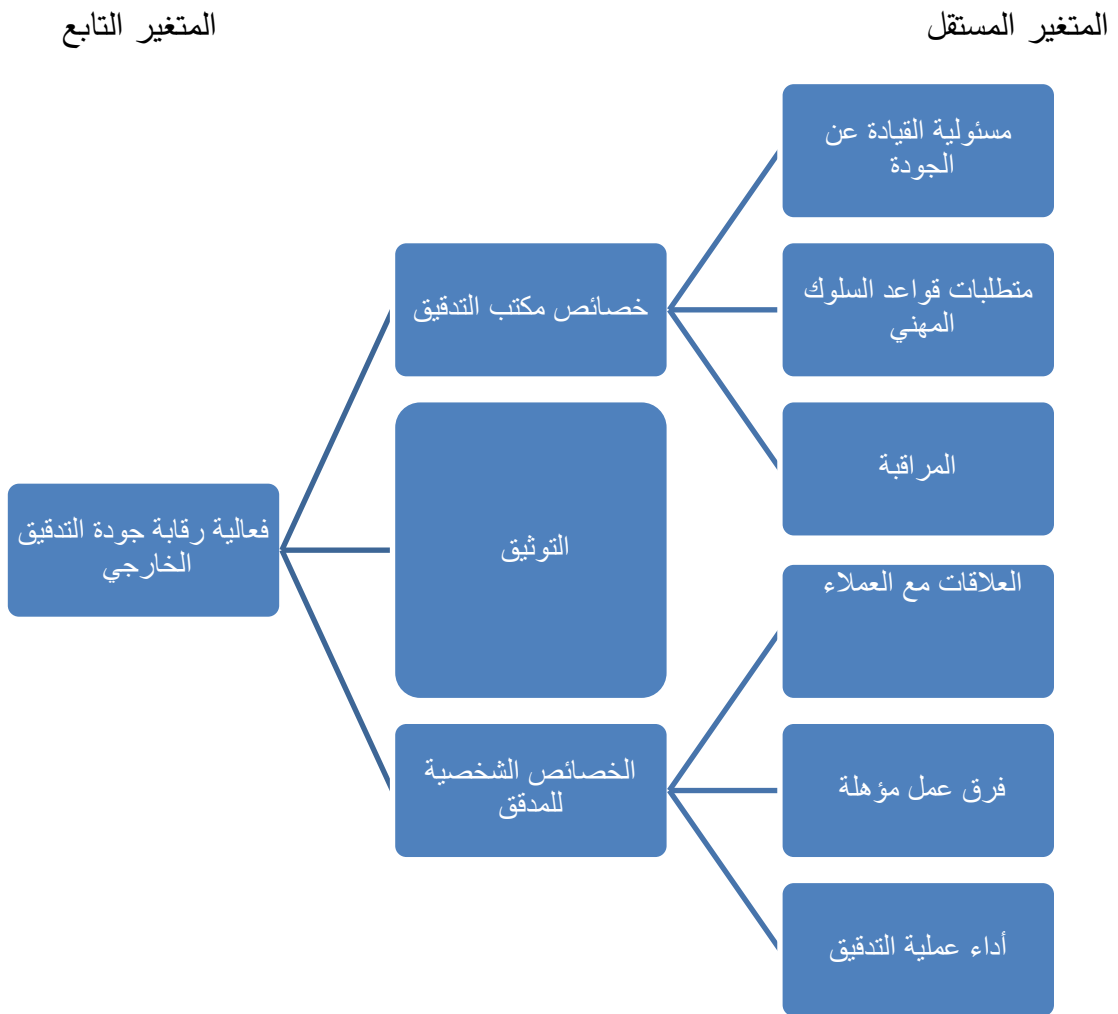 المتغير المستقل
المتغير التابع
مسئولية القيادة عن
الجودة
متطلبات قواعد السلوك
المهني
المراقبة
خصائص مكتب التدقيق
التوثيق
فعالية رقابة جودة التدقيق
الخارجي
العلاقات مع العملاء
فرق عمل مؤهلة
أداء عملية التدقيق
الخصائص الشخصية
للمدقق